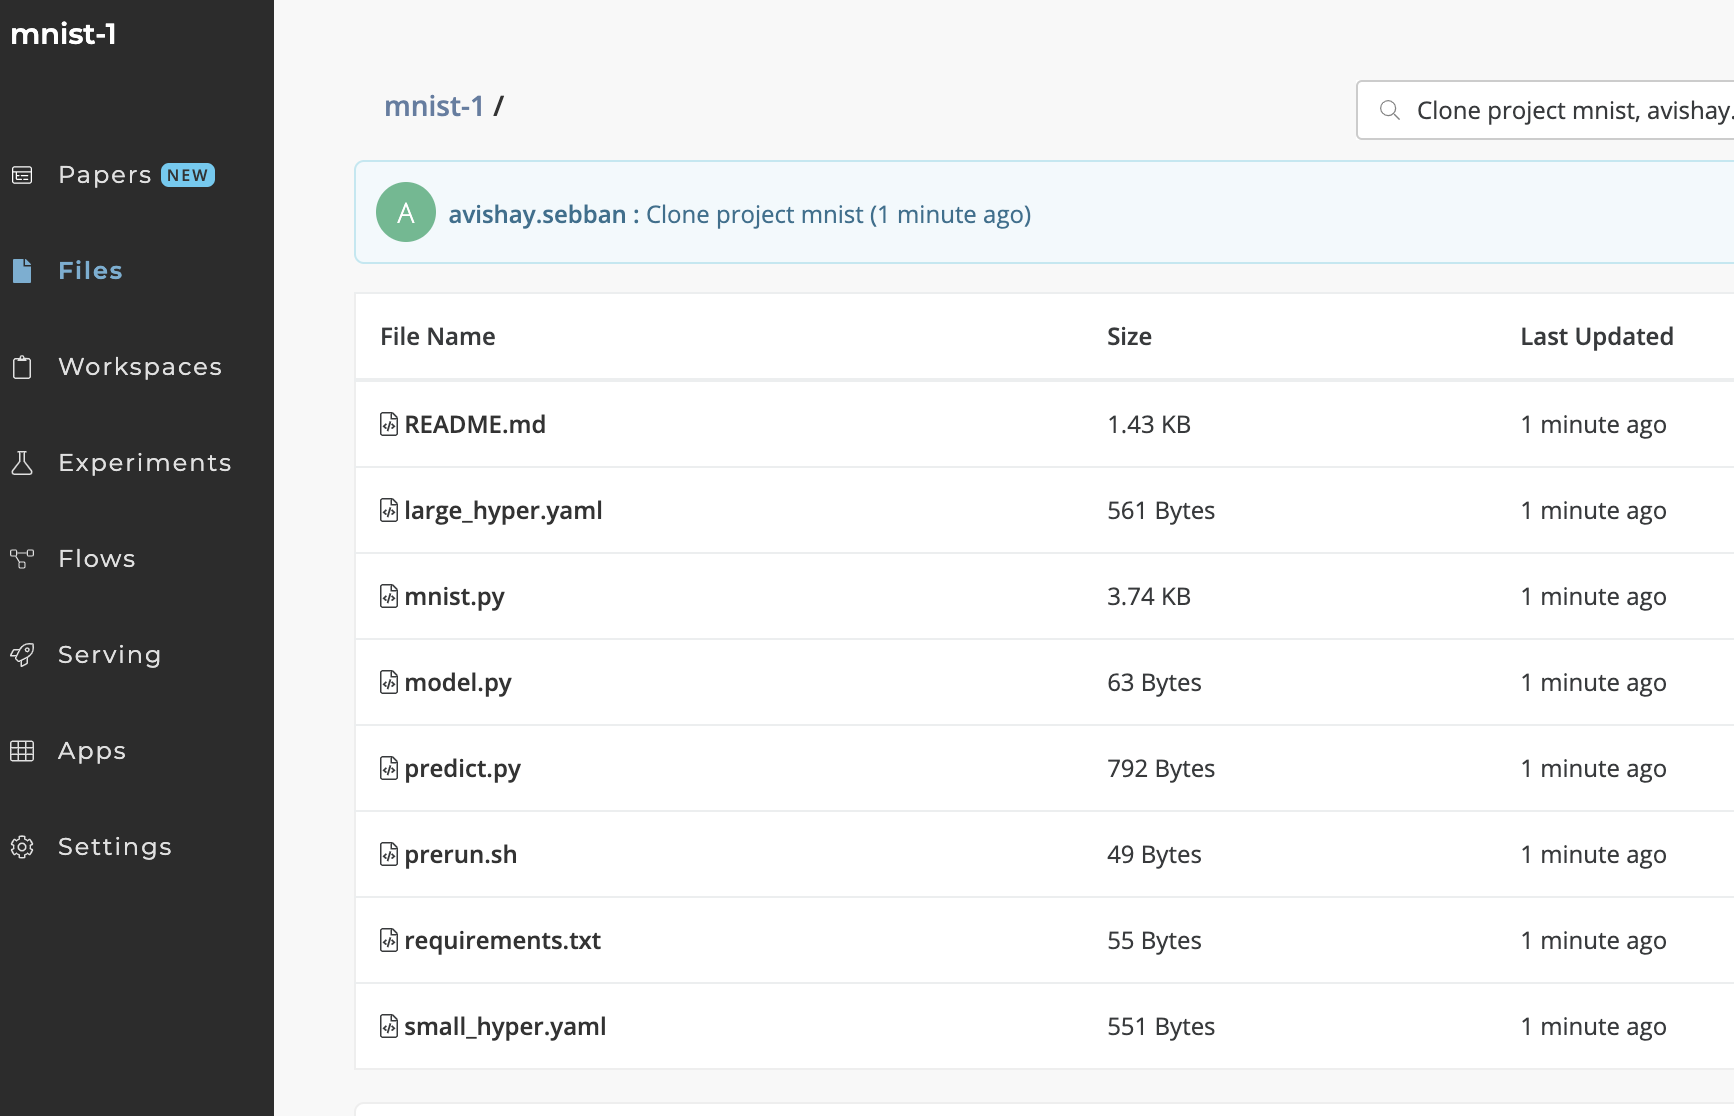 mnist-1
Papers NEW
Files
Workspaces
Experiments
Flows
Serving
Apps
Settings
mnist-1 /
Clone project mnist, avishay.
A
avishay.sebban : Clone project mnist (1 minute ago)
File Name Size Last Updated
README.md 1.43 KB 1 minute ago
large_hyper.yaml 561 Bytes 1 minute ago
mnist.py 3.74 KB 1 minute ago
model.py 63 Bytes 1 minute ago
predict.py 792 Bytes 1 minute ago
prerun.sh 49 Bytes 1 minute ago
requirements.txt 55 Bytes 1 minute ago
small_hyper.yaml 551 Bytes 1 minute ago